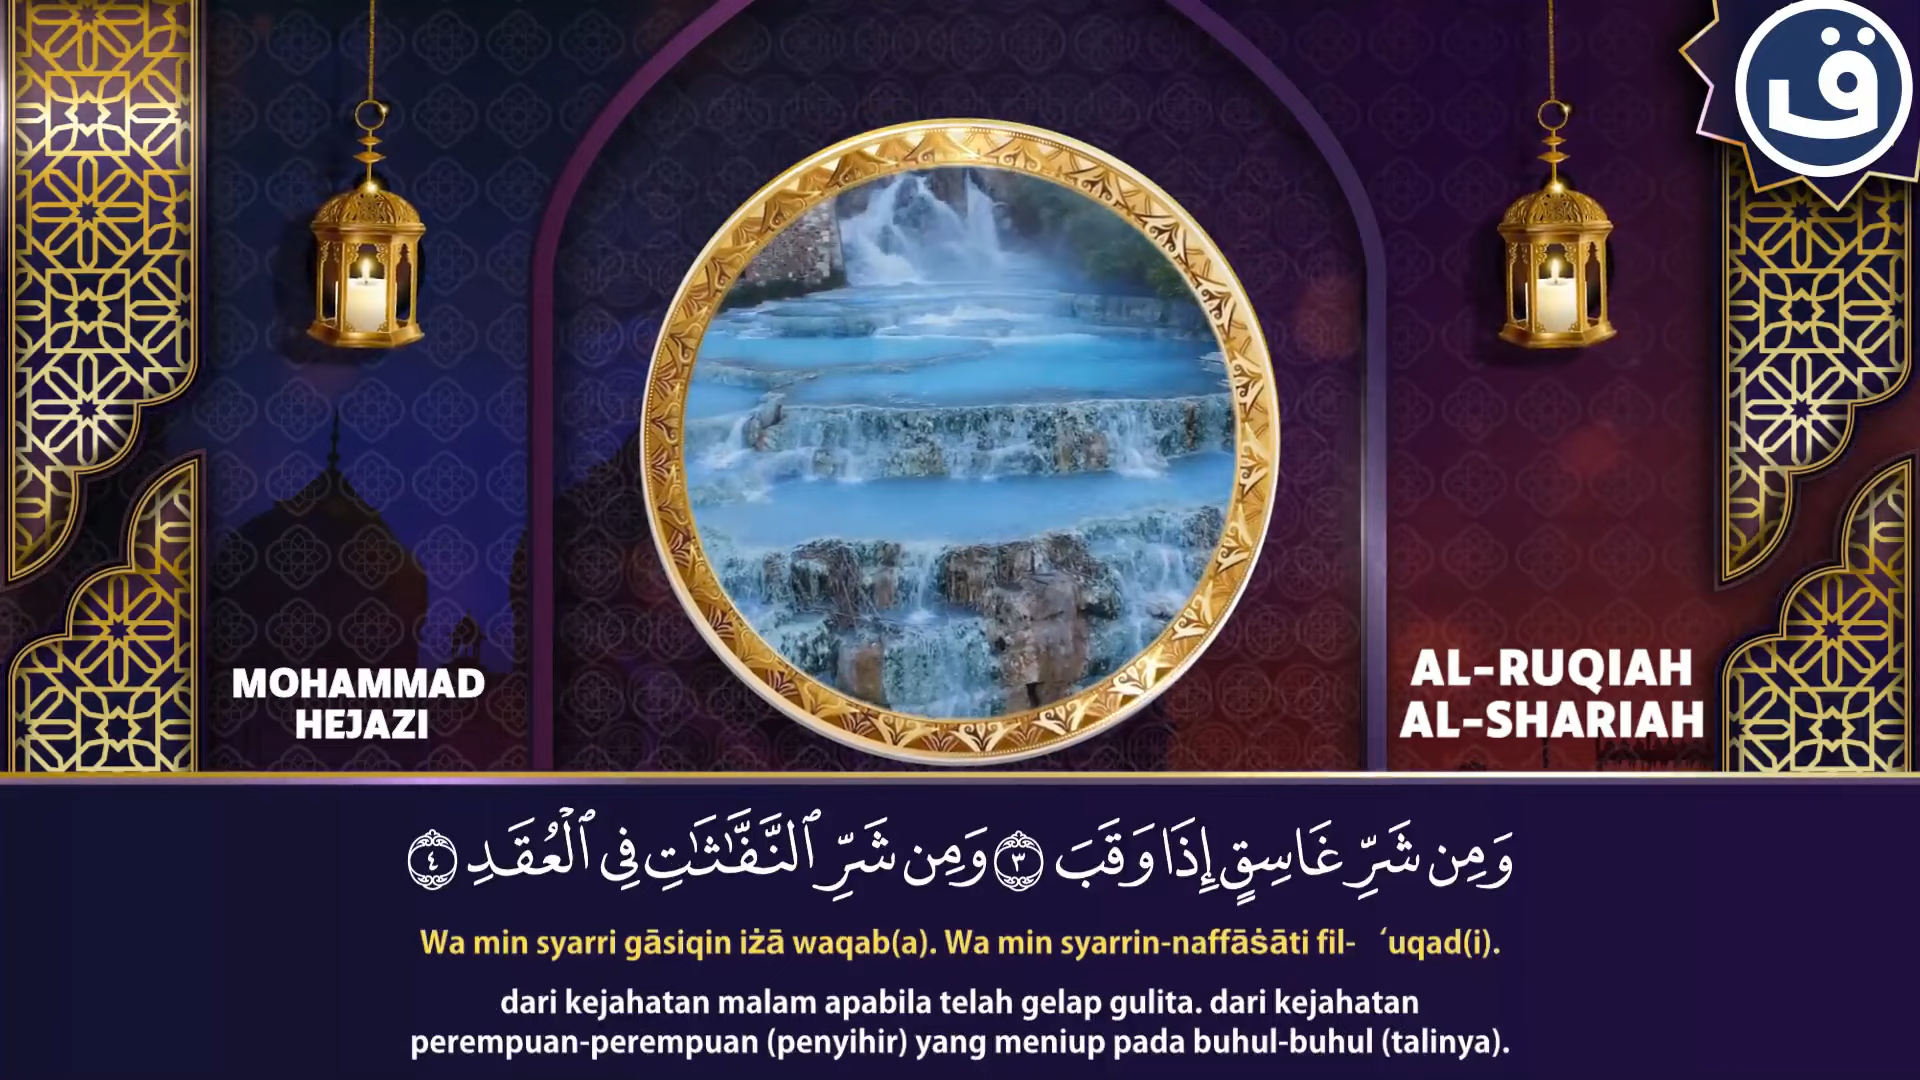 ق
MOHAMMAD
HEJAZI
AL-RUQIAH
AL-SHARIAH
وَمِن شَرِّ غَاسِقٍ إِذَا وَقَبَ ٣ وَمِن شَرِّ ٱلنَّفَّٰثَٰتِ فِى ٱلْعُقَدِ ٤
Wa min syarri gāsiqin iżā waqab(a). Wa min syarrin-naffāṡāti fil- ‘uqad(i).
dari kejahatan malam apabila telah gelap gulita. dari kejahatan
perempuan-perempuan (penyihir) yang meniup pada buhul-buhul (talinya).